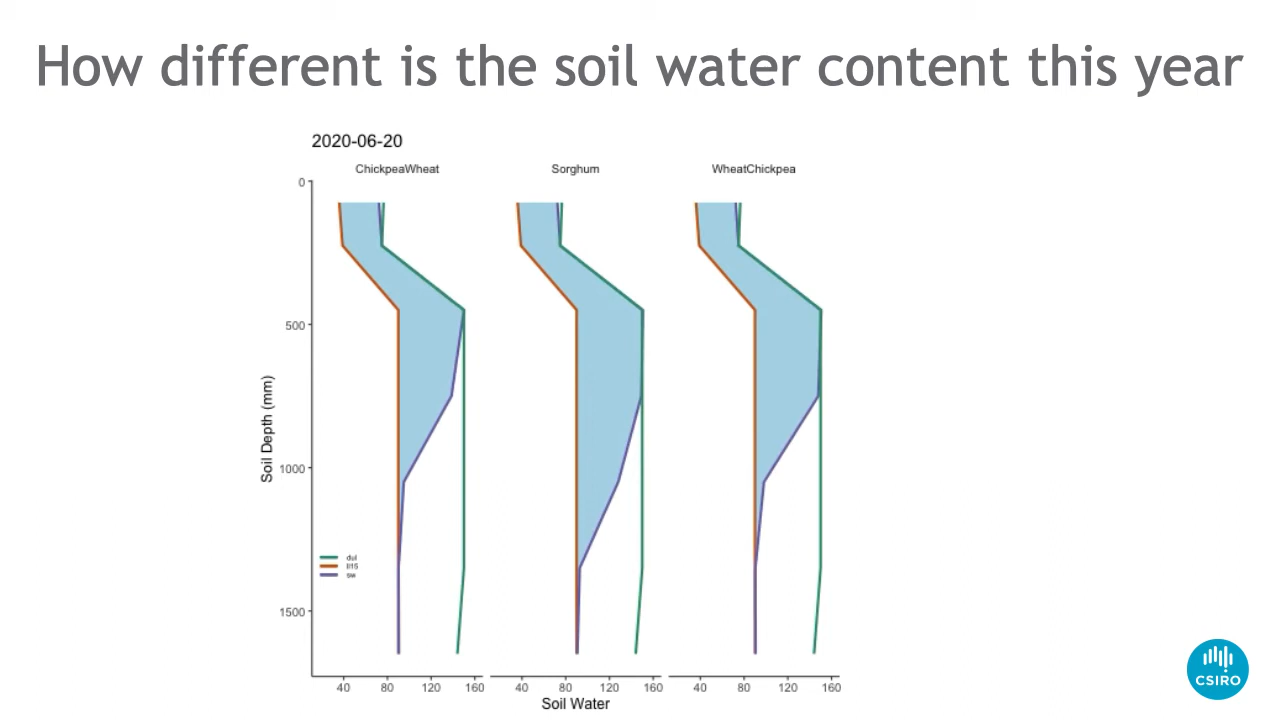 How different is the soil water content this year
2020-06-20
ChickpeaWheat
Sorghum
WheatChickpea
0
500
1000
1500
Soil Depth (mm)
dul
ll15
sw
40 80 120 160
40 80 120 160
40 80 120 160
Soil Water
CSIRO